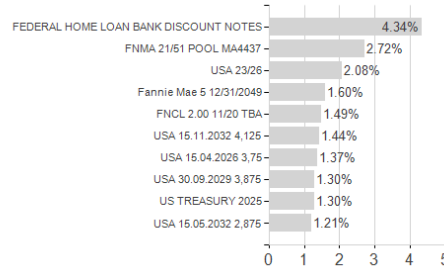 FEDERAL HOME LOAN BANK DISCOUNT NOTES 4.34%
FNMA 21/51 POOL MA4437 2.72%
USA 23/26 2.08%
Fannie Mae 5 12/31/2049 1.60%
FNCL 2.00 11/20 TBA 1.49%
USA 15.11.2032 4,125 1.44%
USA 15.04.2026 3,75 1.37%
USA 30.09.2029 3,875 1.30%
US TREASURY 2025 1.30%
USA 15.05.2032 2,875 1.21%
0 1 2 3 4 5